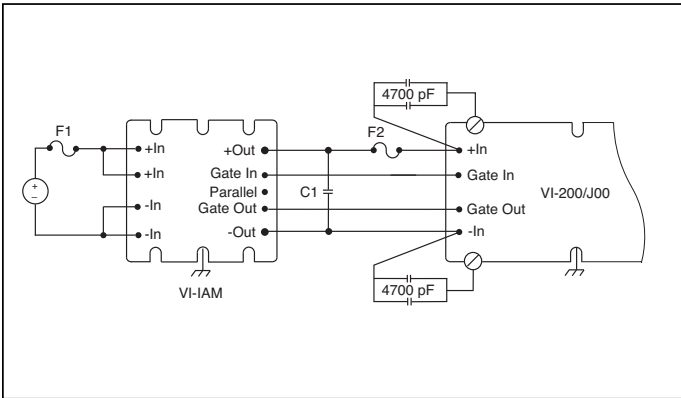 4700 pF
F1
F2
+In
+Out
+In
+In
Gate In
Gate In
Parallel
C1
VI-200/J00
-In
Gate Out
Gate Out
-In
-Out
-In
VI-IAM
4700 pF
+
–